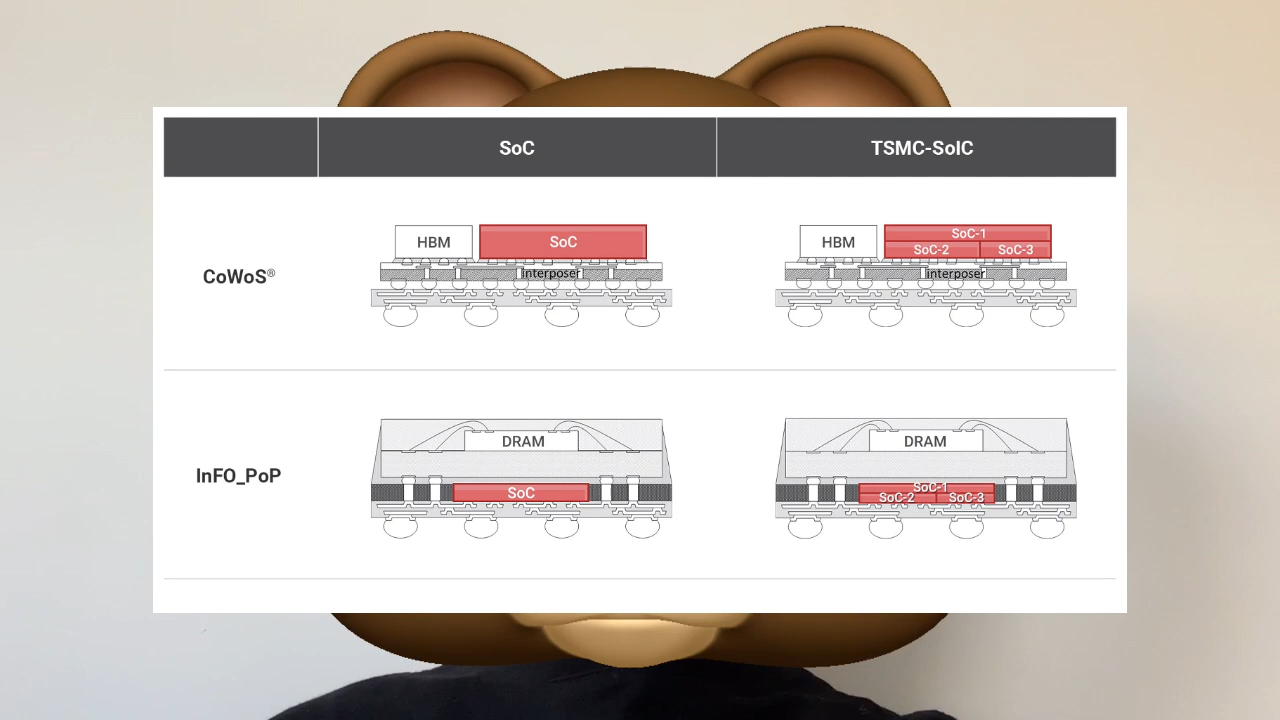 SoC
TSMC-SoIC
CoWoS®
HBM
SoC
interposer
HBM
SoC-1
SoC-2
SoC-3
interposer
InFO_PoP
DRAM
SoC
DRAM
SoC-1
SoC-2
SoC-3